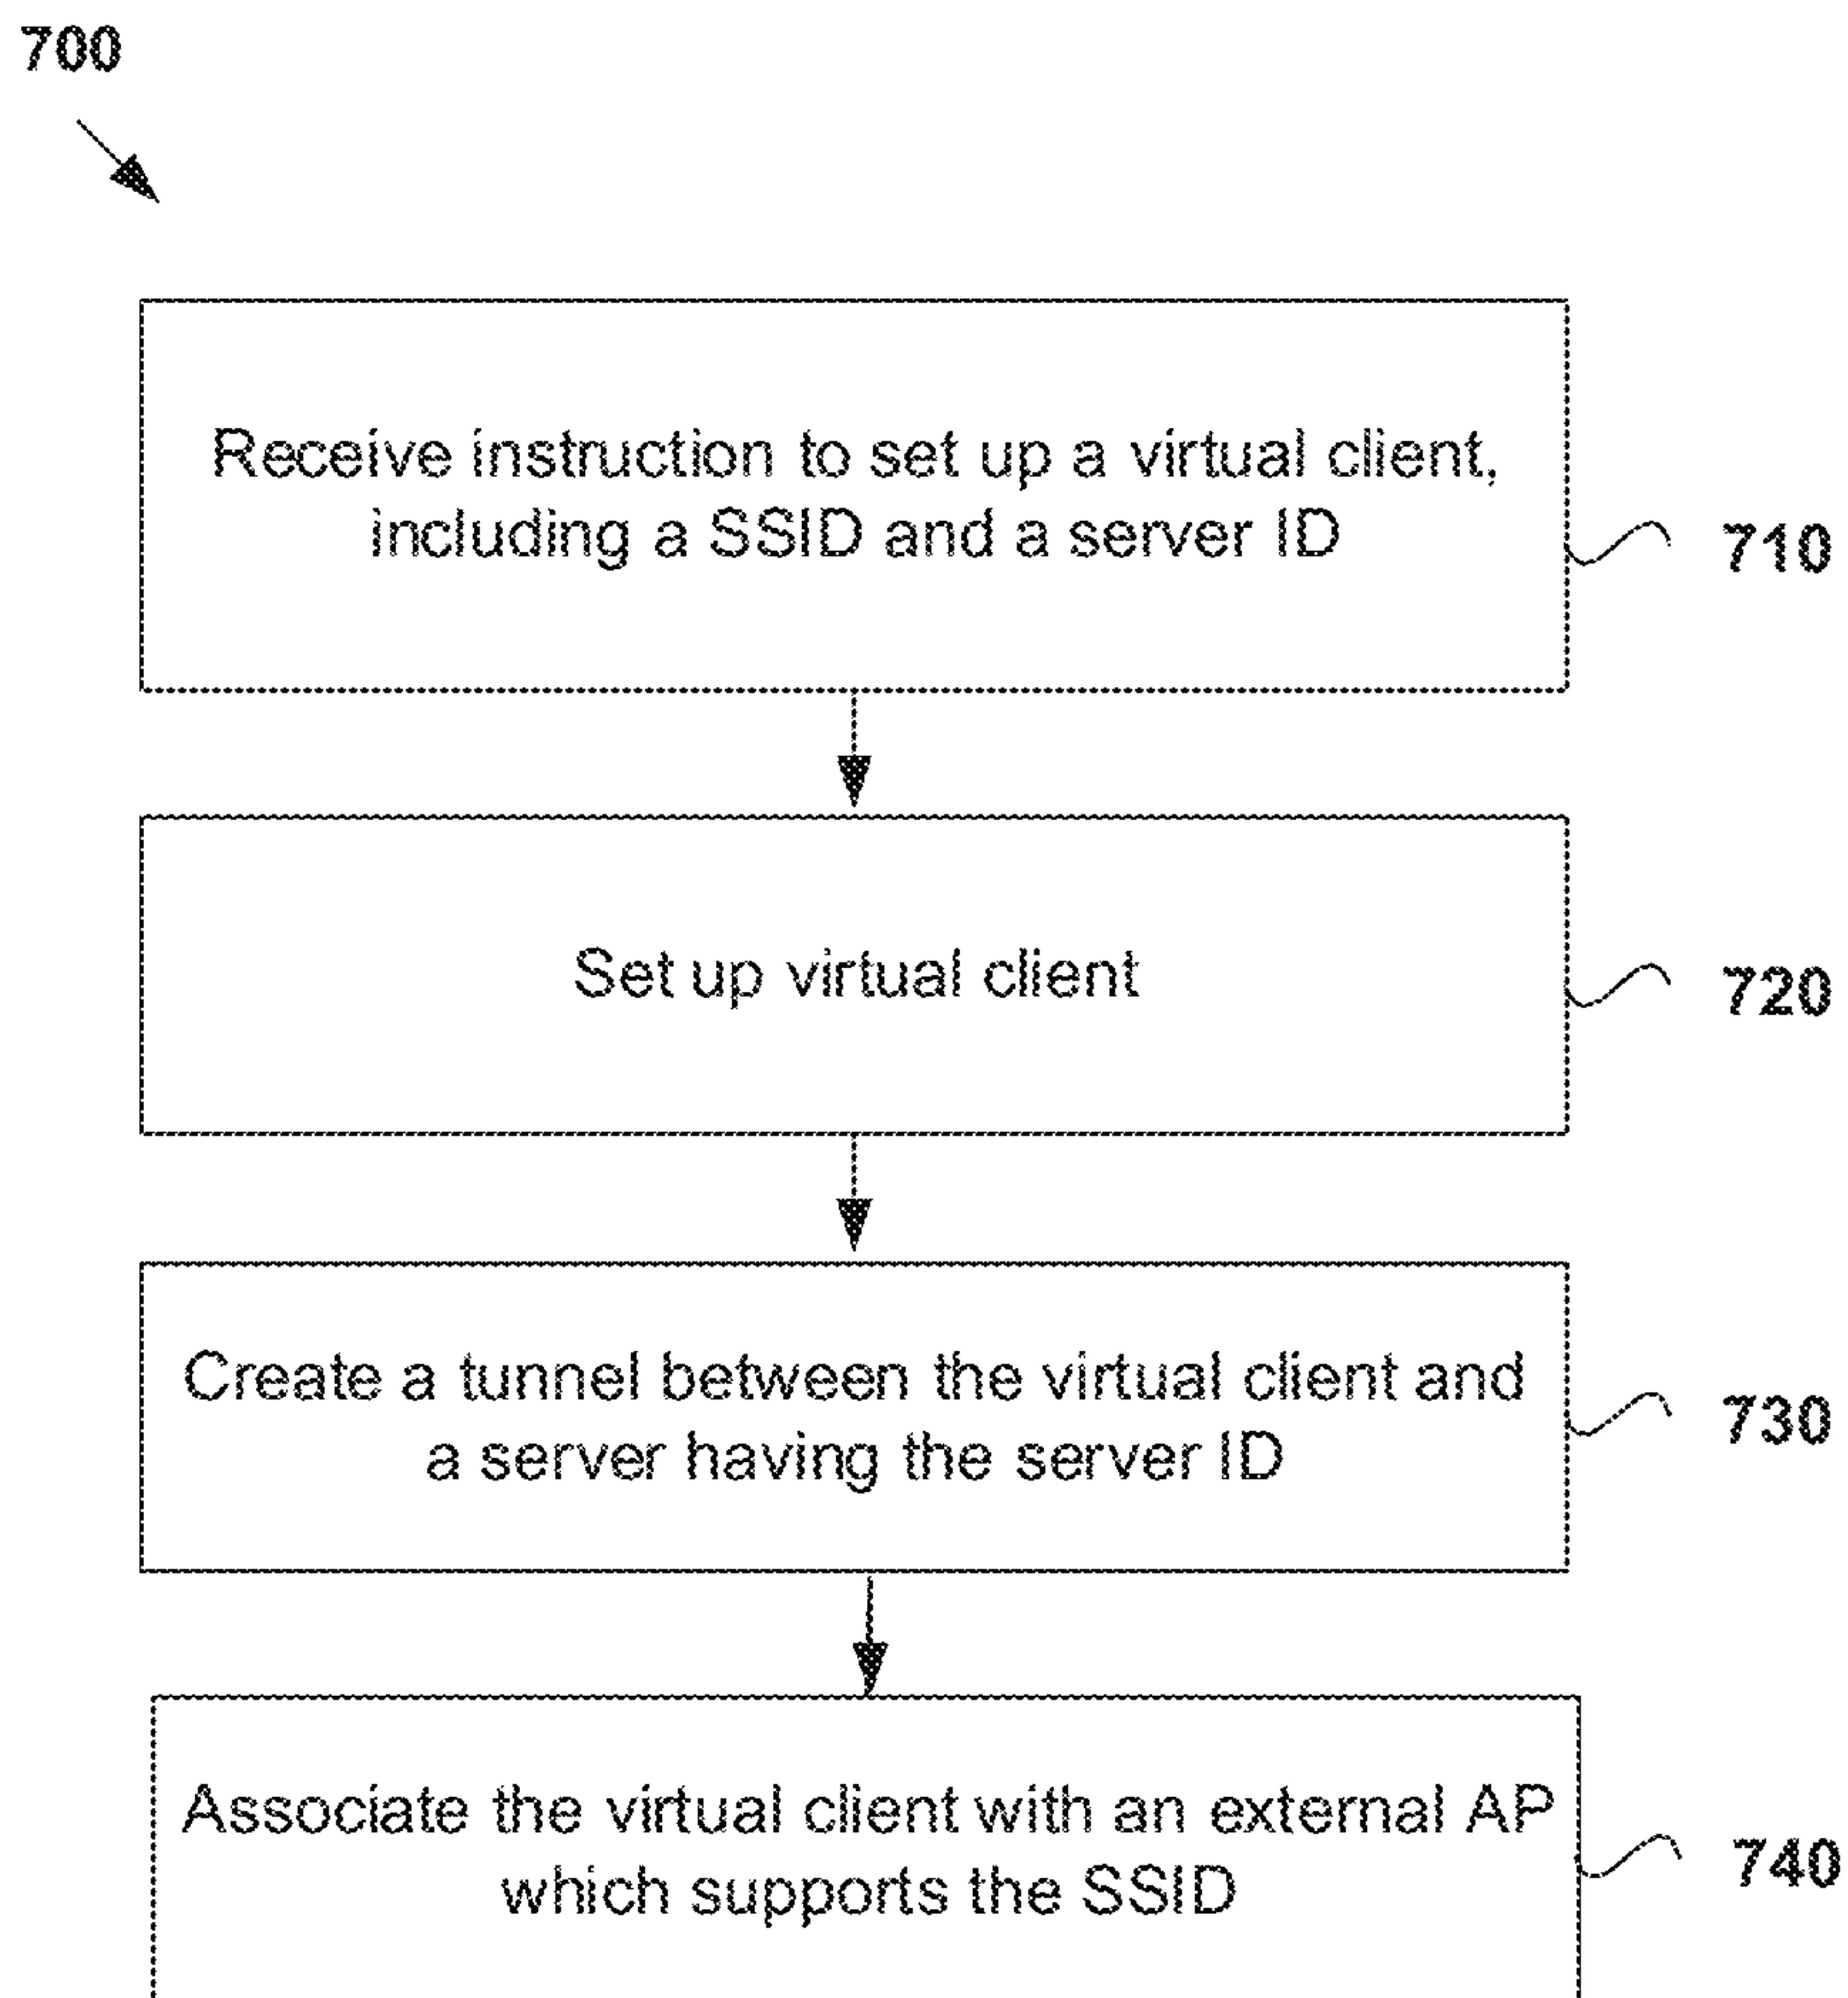 700
Receive instruction to set up a virtual client,
including a SSID and a server ID
710
Set up virtual client
720
Create a tunnel between the virtual client and
a server having the server ID
730
Associate the virtual client with an external AP
which supports the SSID
740